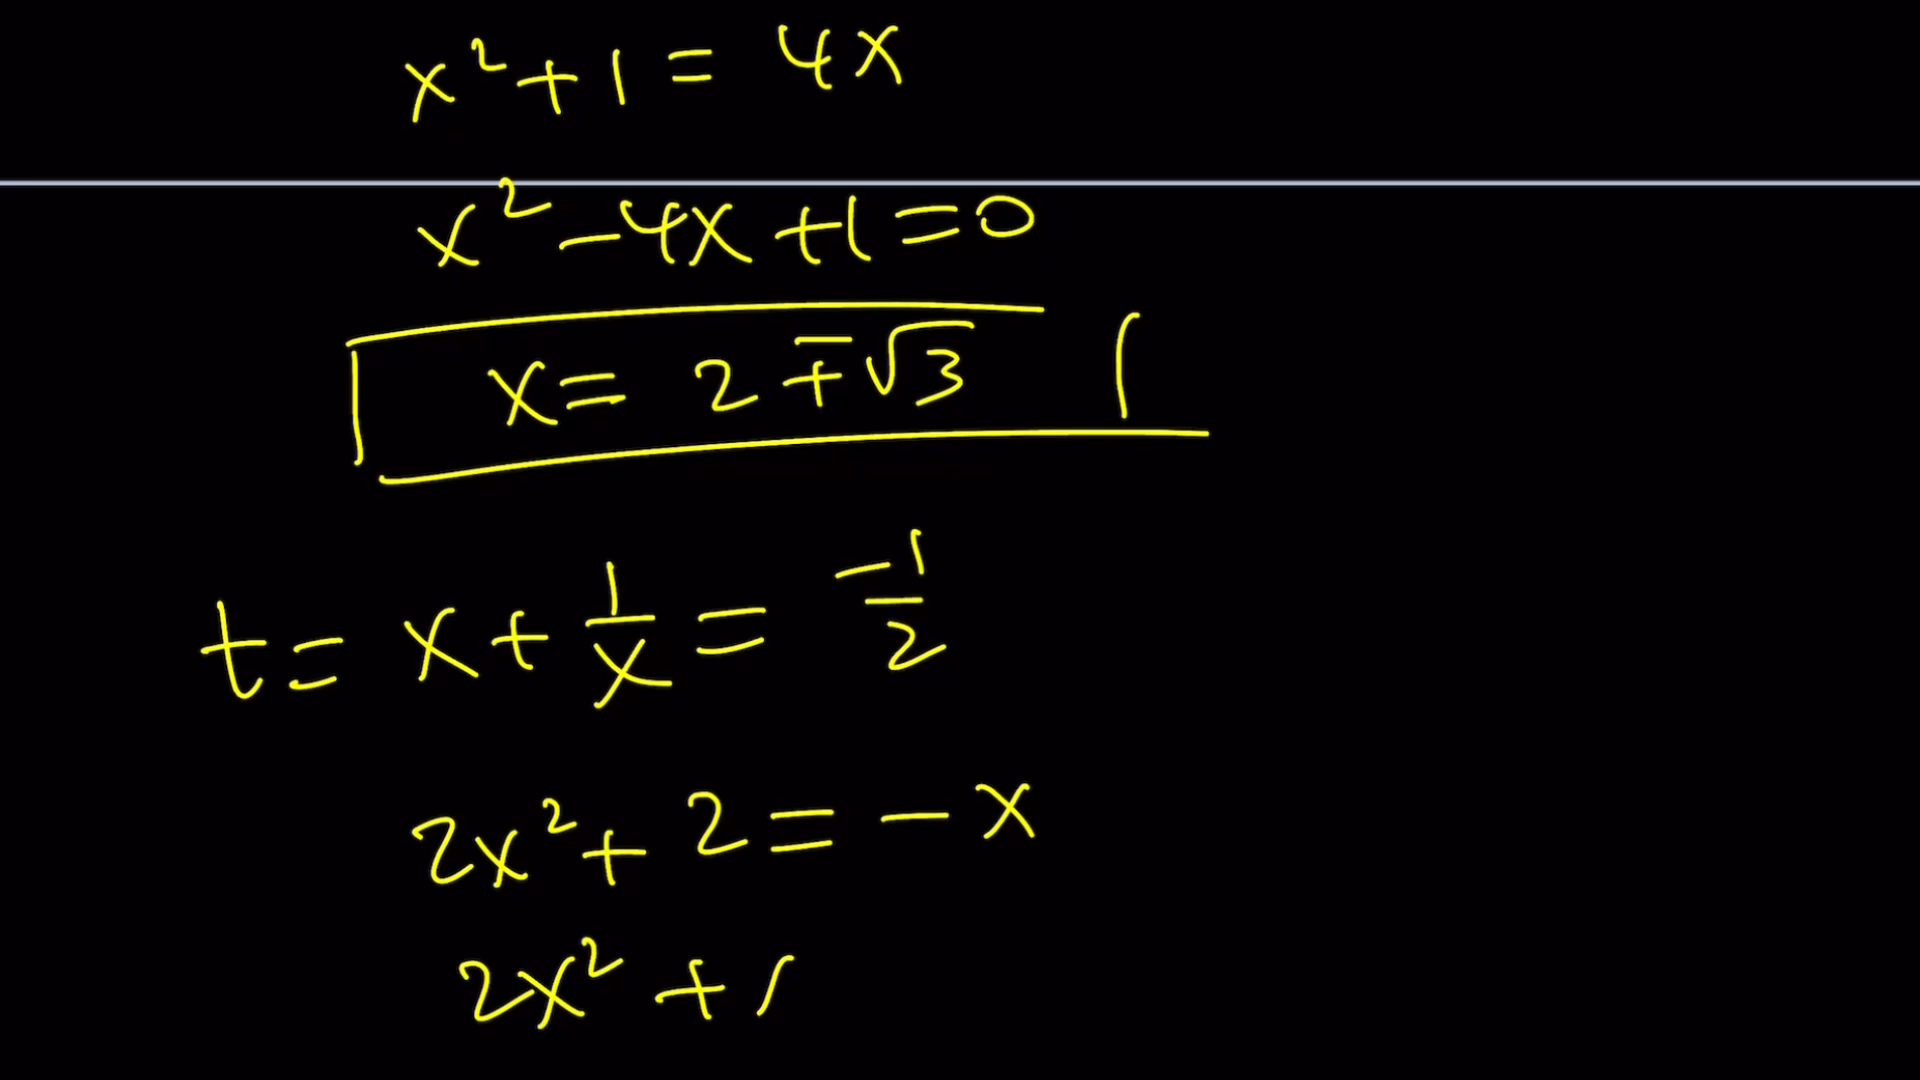 x² + 1 = 4x
x² - 4x + 1 = 0
x = 2 ∓ √3
t = x + 1/x = -1/2
2x² + 2 = -x
2x² +